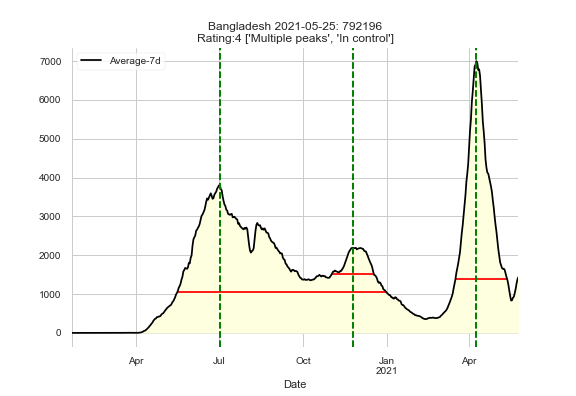 Bangladesh 2021-05-25: 792196
Rating:4 ['Multiple peaks', 'In control']
Average-7d
7000
6000
5000
4000
3000
2000
1000
0
Apr
Jul
Oct
Jan
2021
Apr
Date